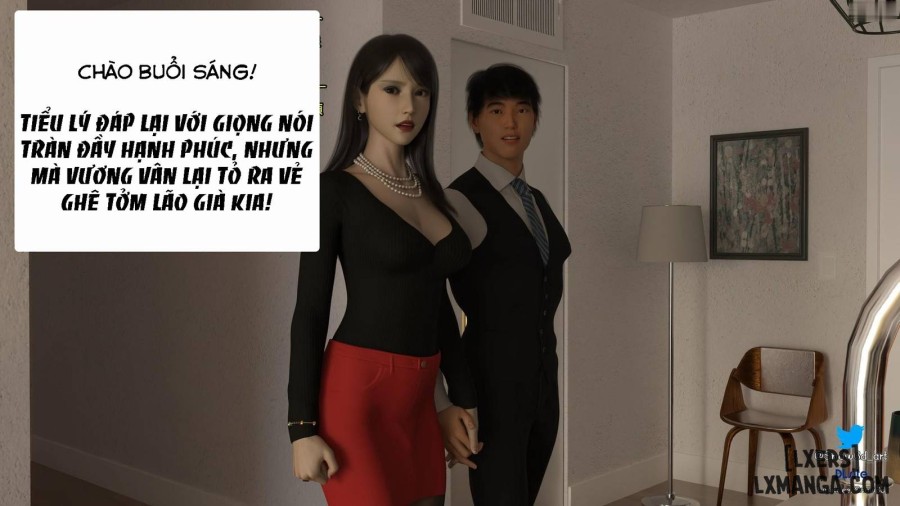 CHÀO BUỔI SÁNG!
TIỂU LÝ ĐÁP LẠI VỚI GIỌNG NÓI
TRÀN ĐẦY HẠNH PHÚC, NHƯNG
MÀ VƯƠNG VÂN LẠI TỎ RA VẺ
GHÊ TỞM LÃO GIÀ KIA!
[LXERS]
LXMANGA.COM